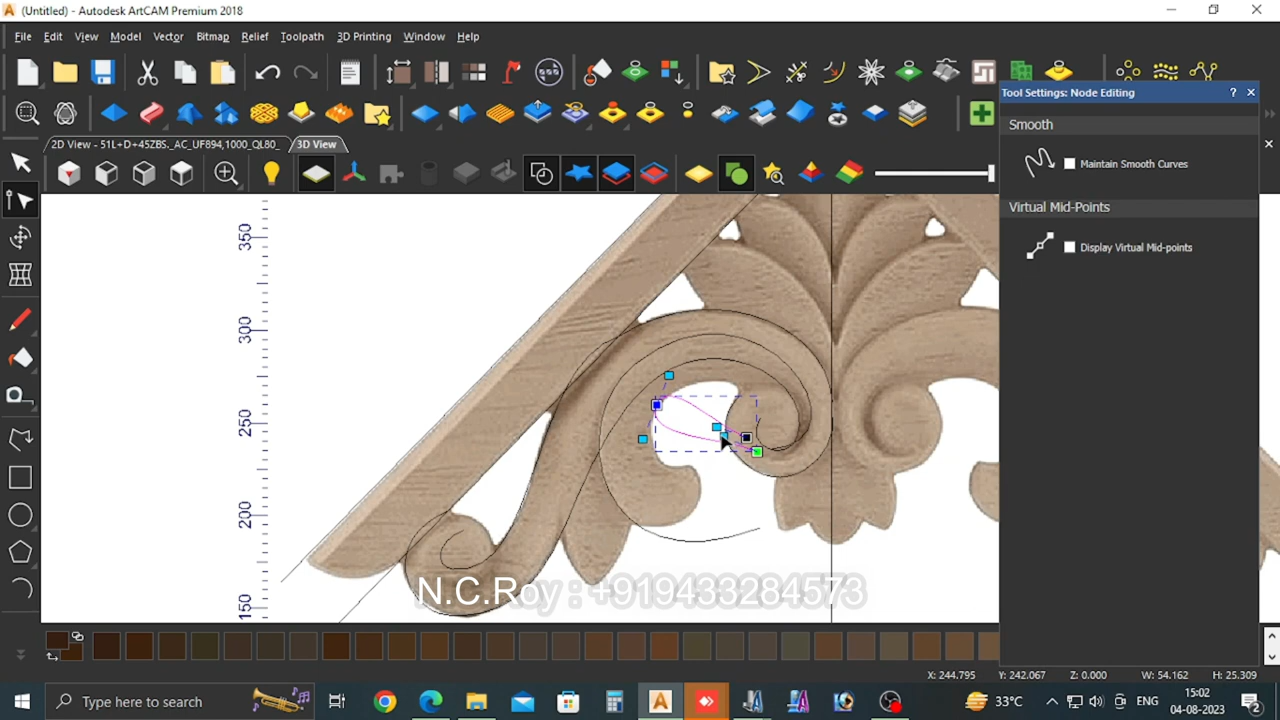 (Untitled) - Autodesk ArtCAM Premium 2018
File Edit View Model Vector Bitmap Relief Toolpath 3D Printing Window Help
Tool Settings: Node Editing ?
2D View - 51L+D+45ZBS._AC_UF894,1000_QL80_ 3D View
Smooth
Maintain Smooth Curves
Virtual Mid-Points
Display Virtual Mid-points
350
300
250
200
150
N.C.Roy : +919433284573
X: 244.795 Y: 242.067 Z: 0.000 W: 54.162 H: 25.309
Type here to search
33°C
ENG
15:02
04-08-2023
2